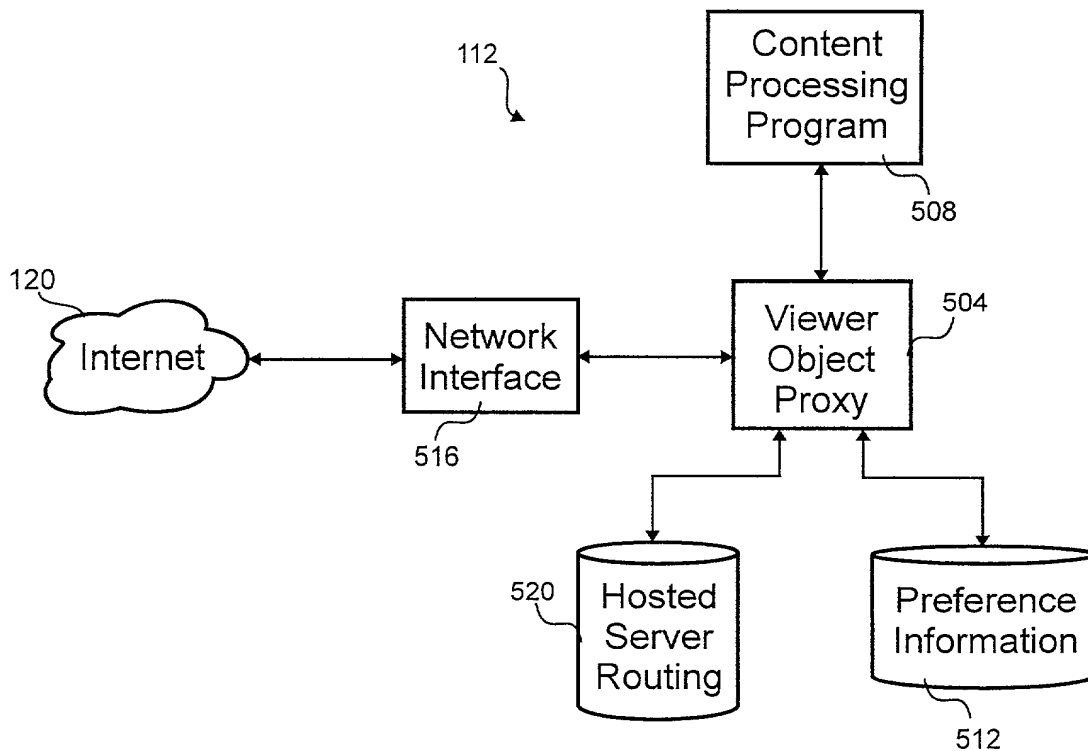 Content
Processing
Program
508
112
120
Internet
Network
Interface
516
Viewer
Object
Proxy
504
520
Hosted
Server
Routing
Preference
Information
512